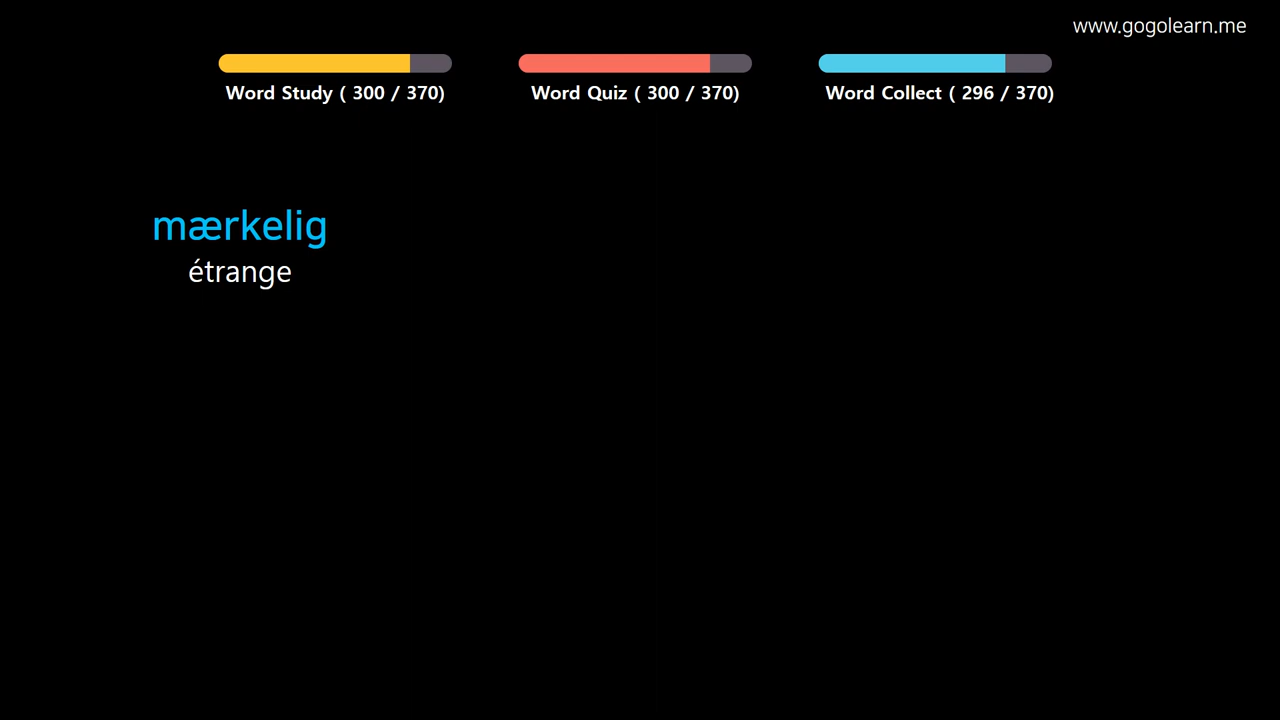 www.gogolearn.me
Word Study ( 300 / 370)
Word Quiz ( 300 / 370)
Word Collect ( 296 / 370)
mærkelig
étrange